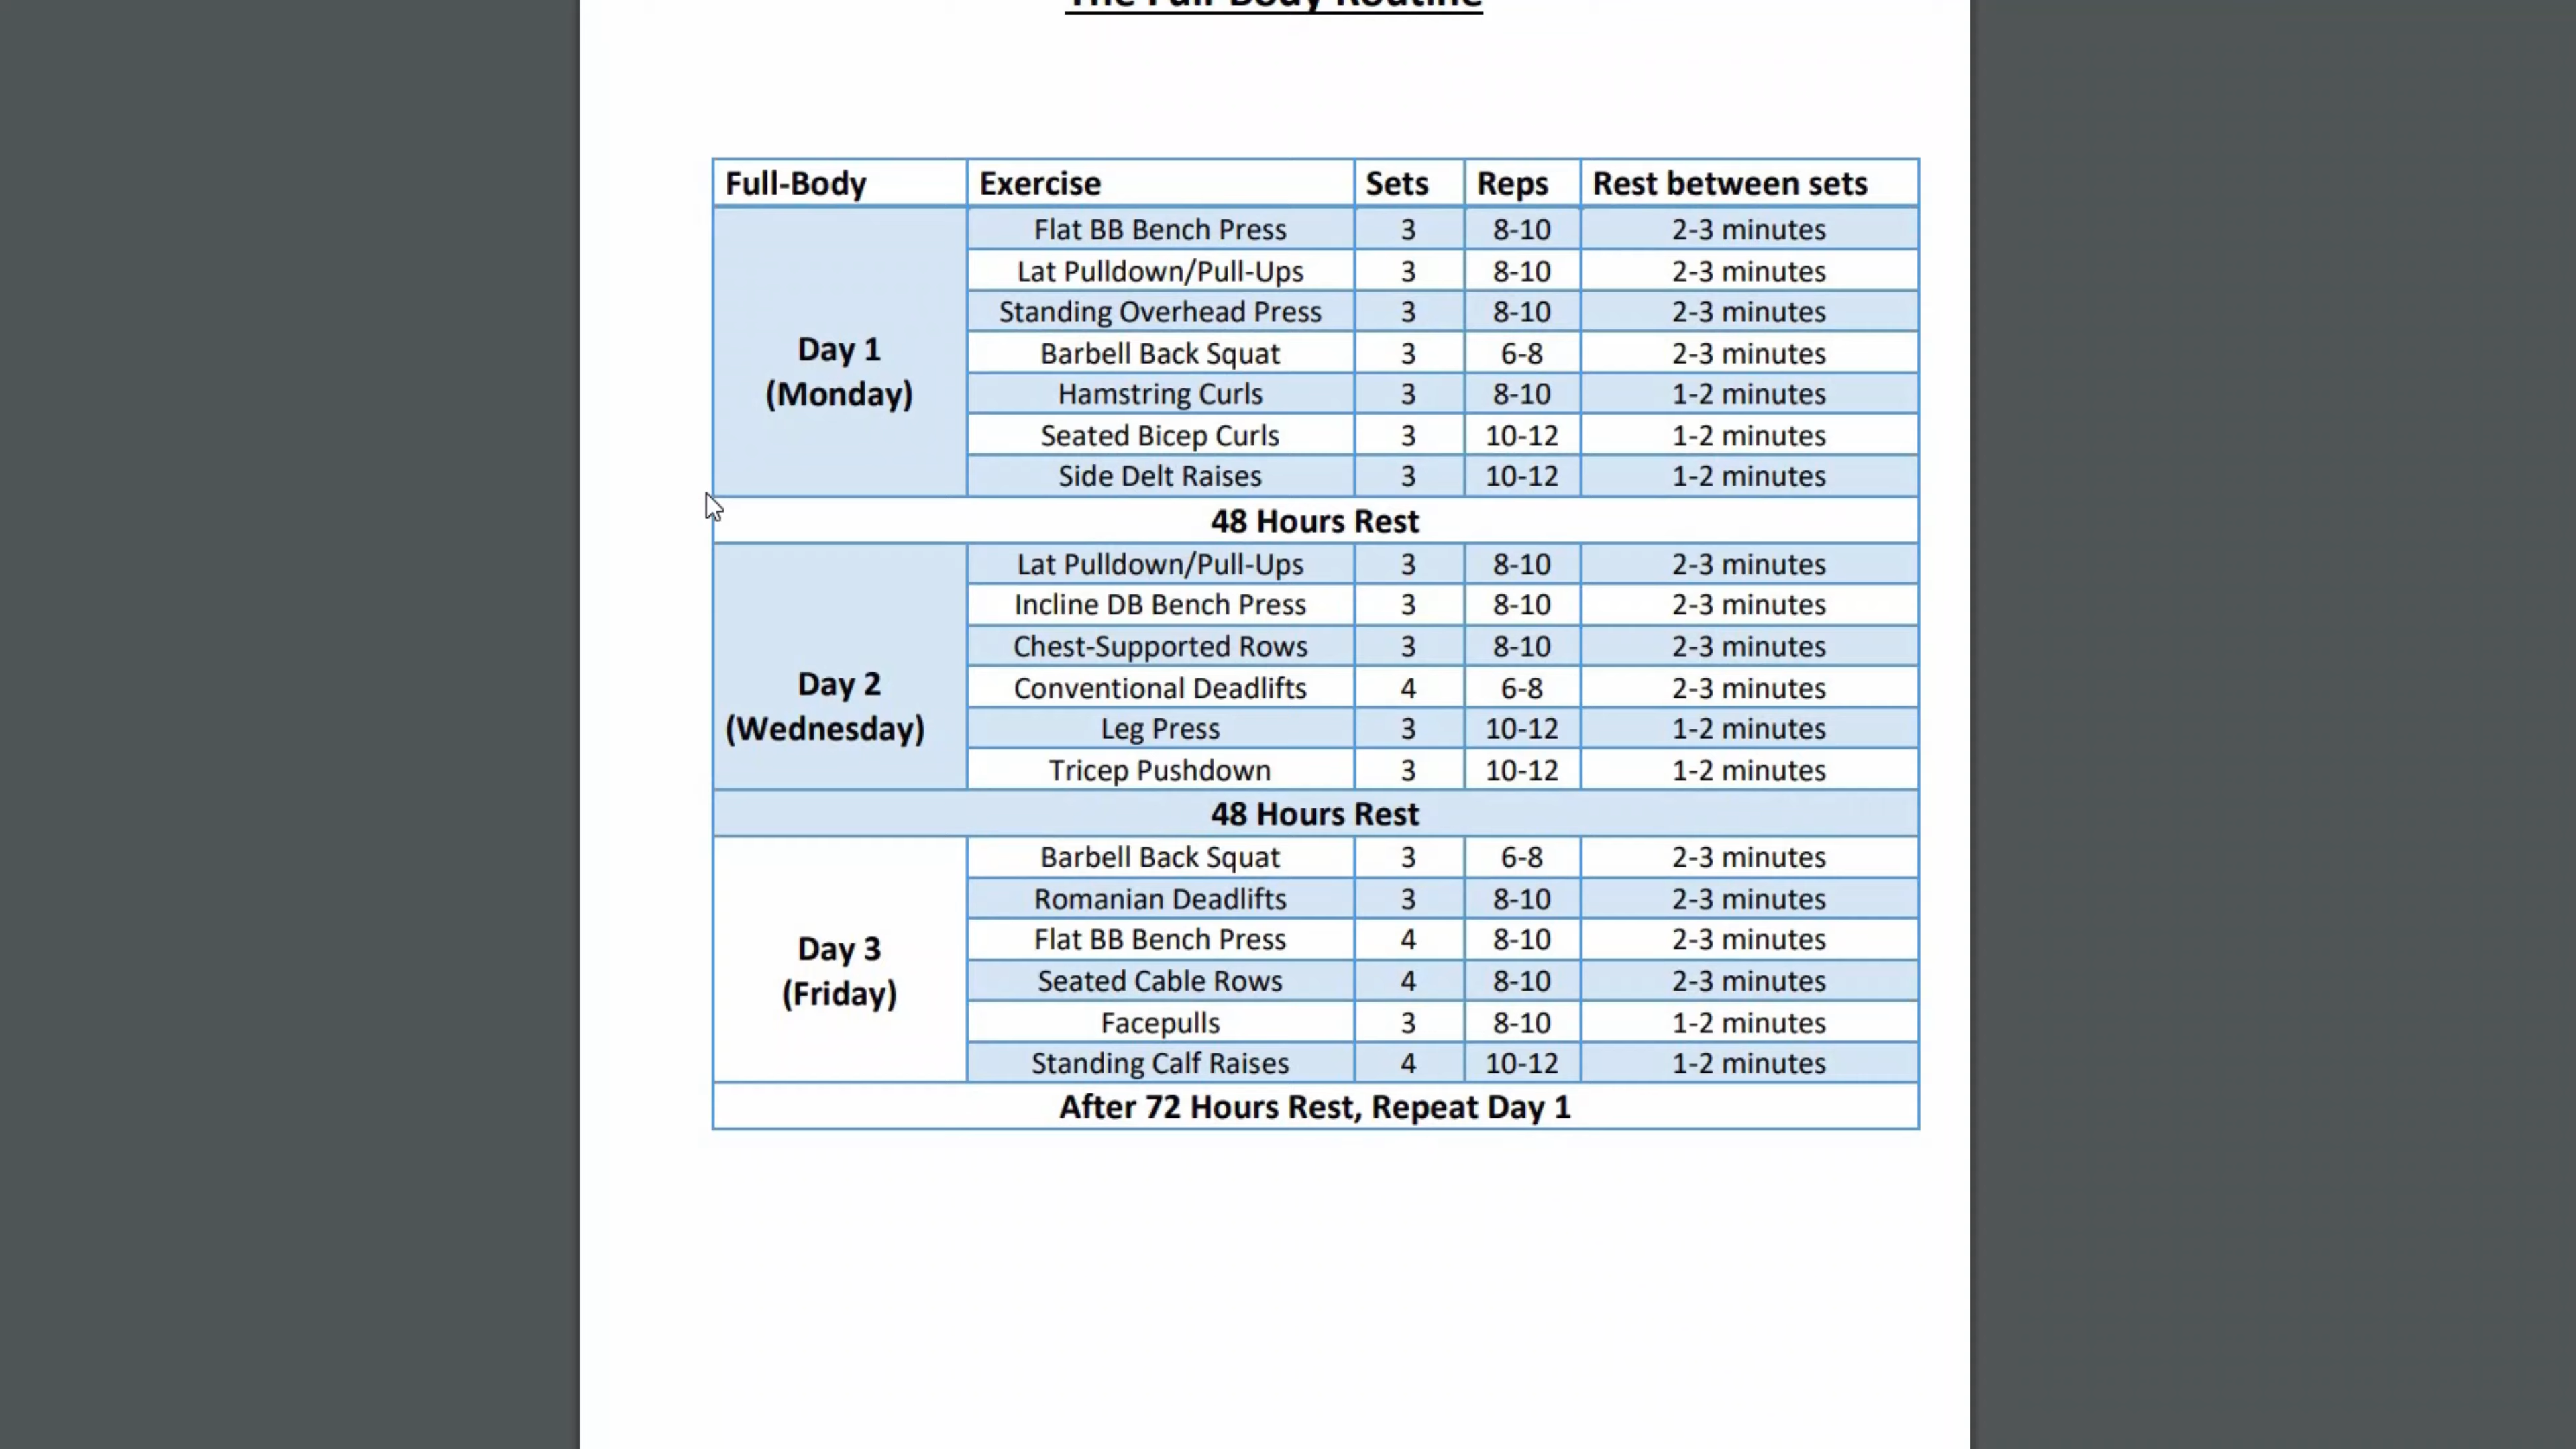 The Full-Body Routine
Full-Body Exercise Sets Reps Rest between sets
Day 1
(Monday)
Flat BB Bench Press 3 8-10 2-3 minutes
Lat Pulldown/Pull-Ups 3 8-10 2-3 minutes
Standing Overhead Press 3 8-10 2-3 minutes
Barbell Back Squat 3 6-8 2-3 minutes
Hamstring Curls 3 8-10 1-2 minutes
Seated Bicep Curls 3 10-12 1-2 minutes
Side Delt Raises 3 10-12 1-2 minutes
48 Hours Rest
Day 2
(Wednesday)
Lat Pulldown/Pull-Ups 3 8-10 2-3 minutes
Incline DB Bench Press 3 8-10 2-3 minutes
Chest-Supported Rows 3 8-10 2-3 minutes
Conventional Deadlifts 4 6-8 2-3 minutes
Leg Press 3 10-12 1-2 minutes
Tricep Pushdown 3 10-12 1-2 minutes
48 Hours Rest
Day 3
(Friday)
Barbell Back Squat 3 6-8 2-3 minutes
Romanian Deadlifts 3 8-10 2-3 minutes
Flat BB Bench Press 4 8-10 2-3 minutes
Seated Cable Rows 4 8-10 2-3 minutes
Facepulls 3 8-10 1-2 minutes
Standing Calf Raises 4 10-12 1-2 minutes
After 72 Hours Rest, Repeat Day 1